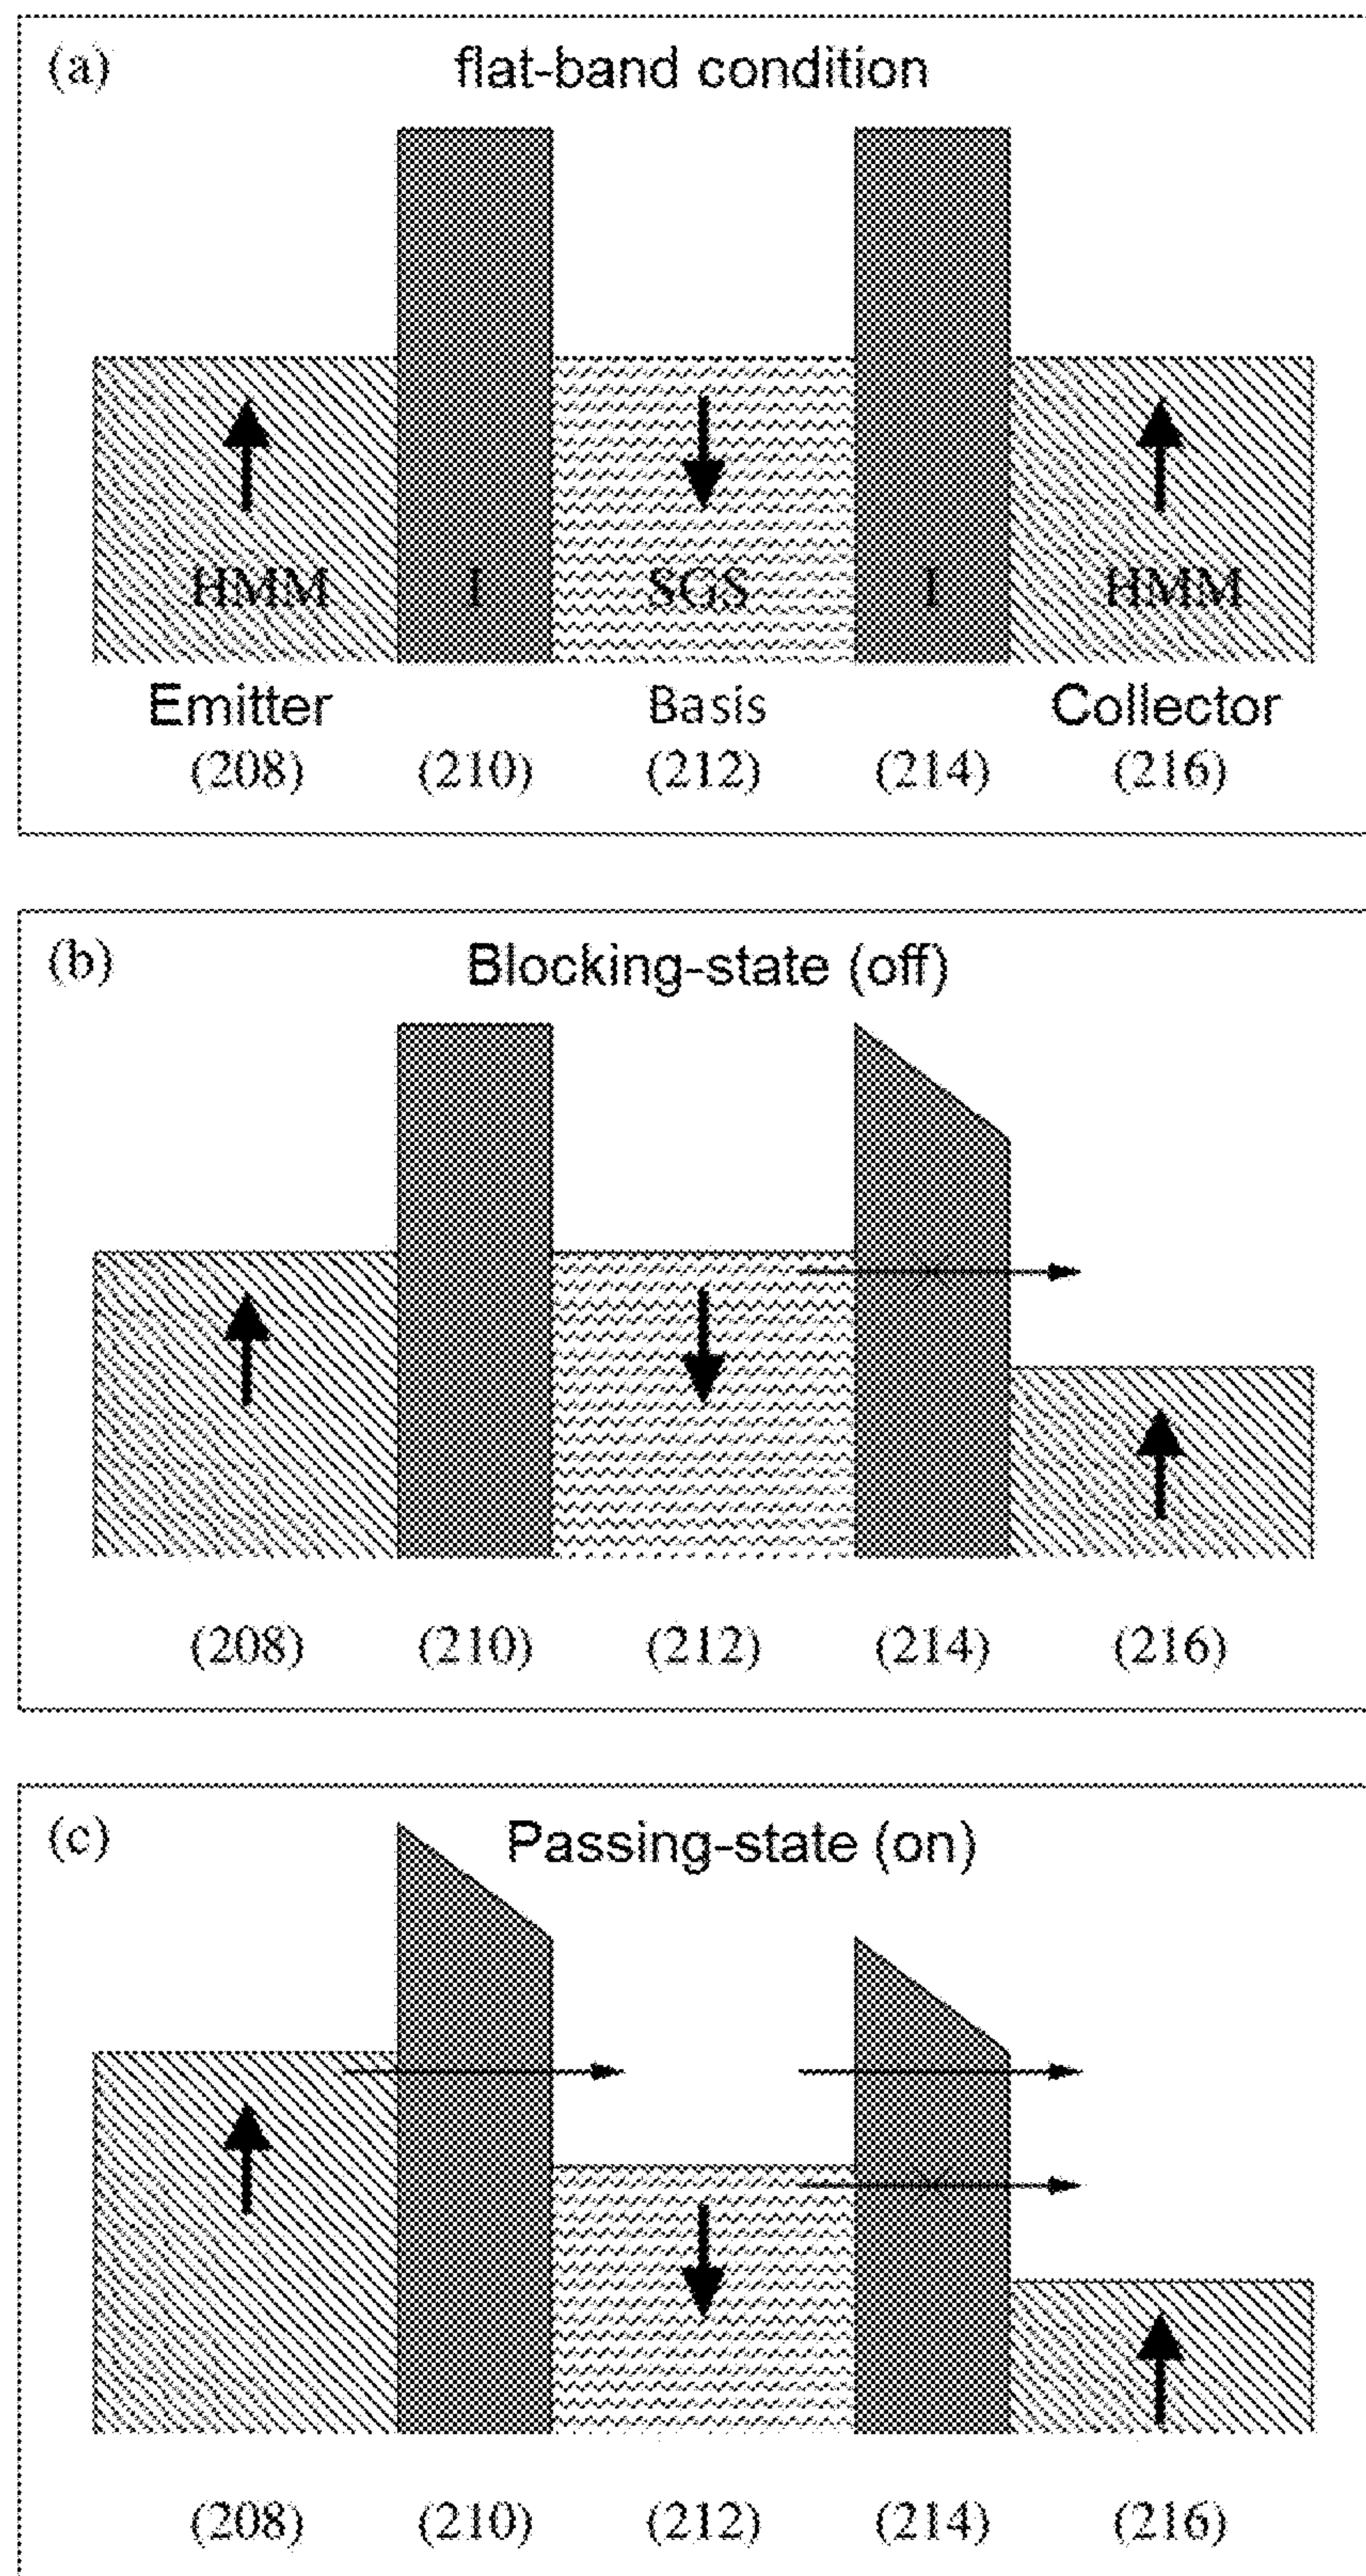 (a) flat-band condition
HMM I SGS I HMM
Emitter Basis Collector
(208) (210) (212) (214) (216)
(b) Blocking-state (off)
(208) (210) (212) (214) (216)
(c) Passing-state (on)
(208) (210) (212) (214) (216)